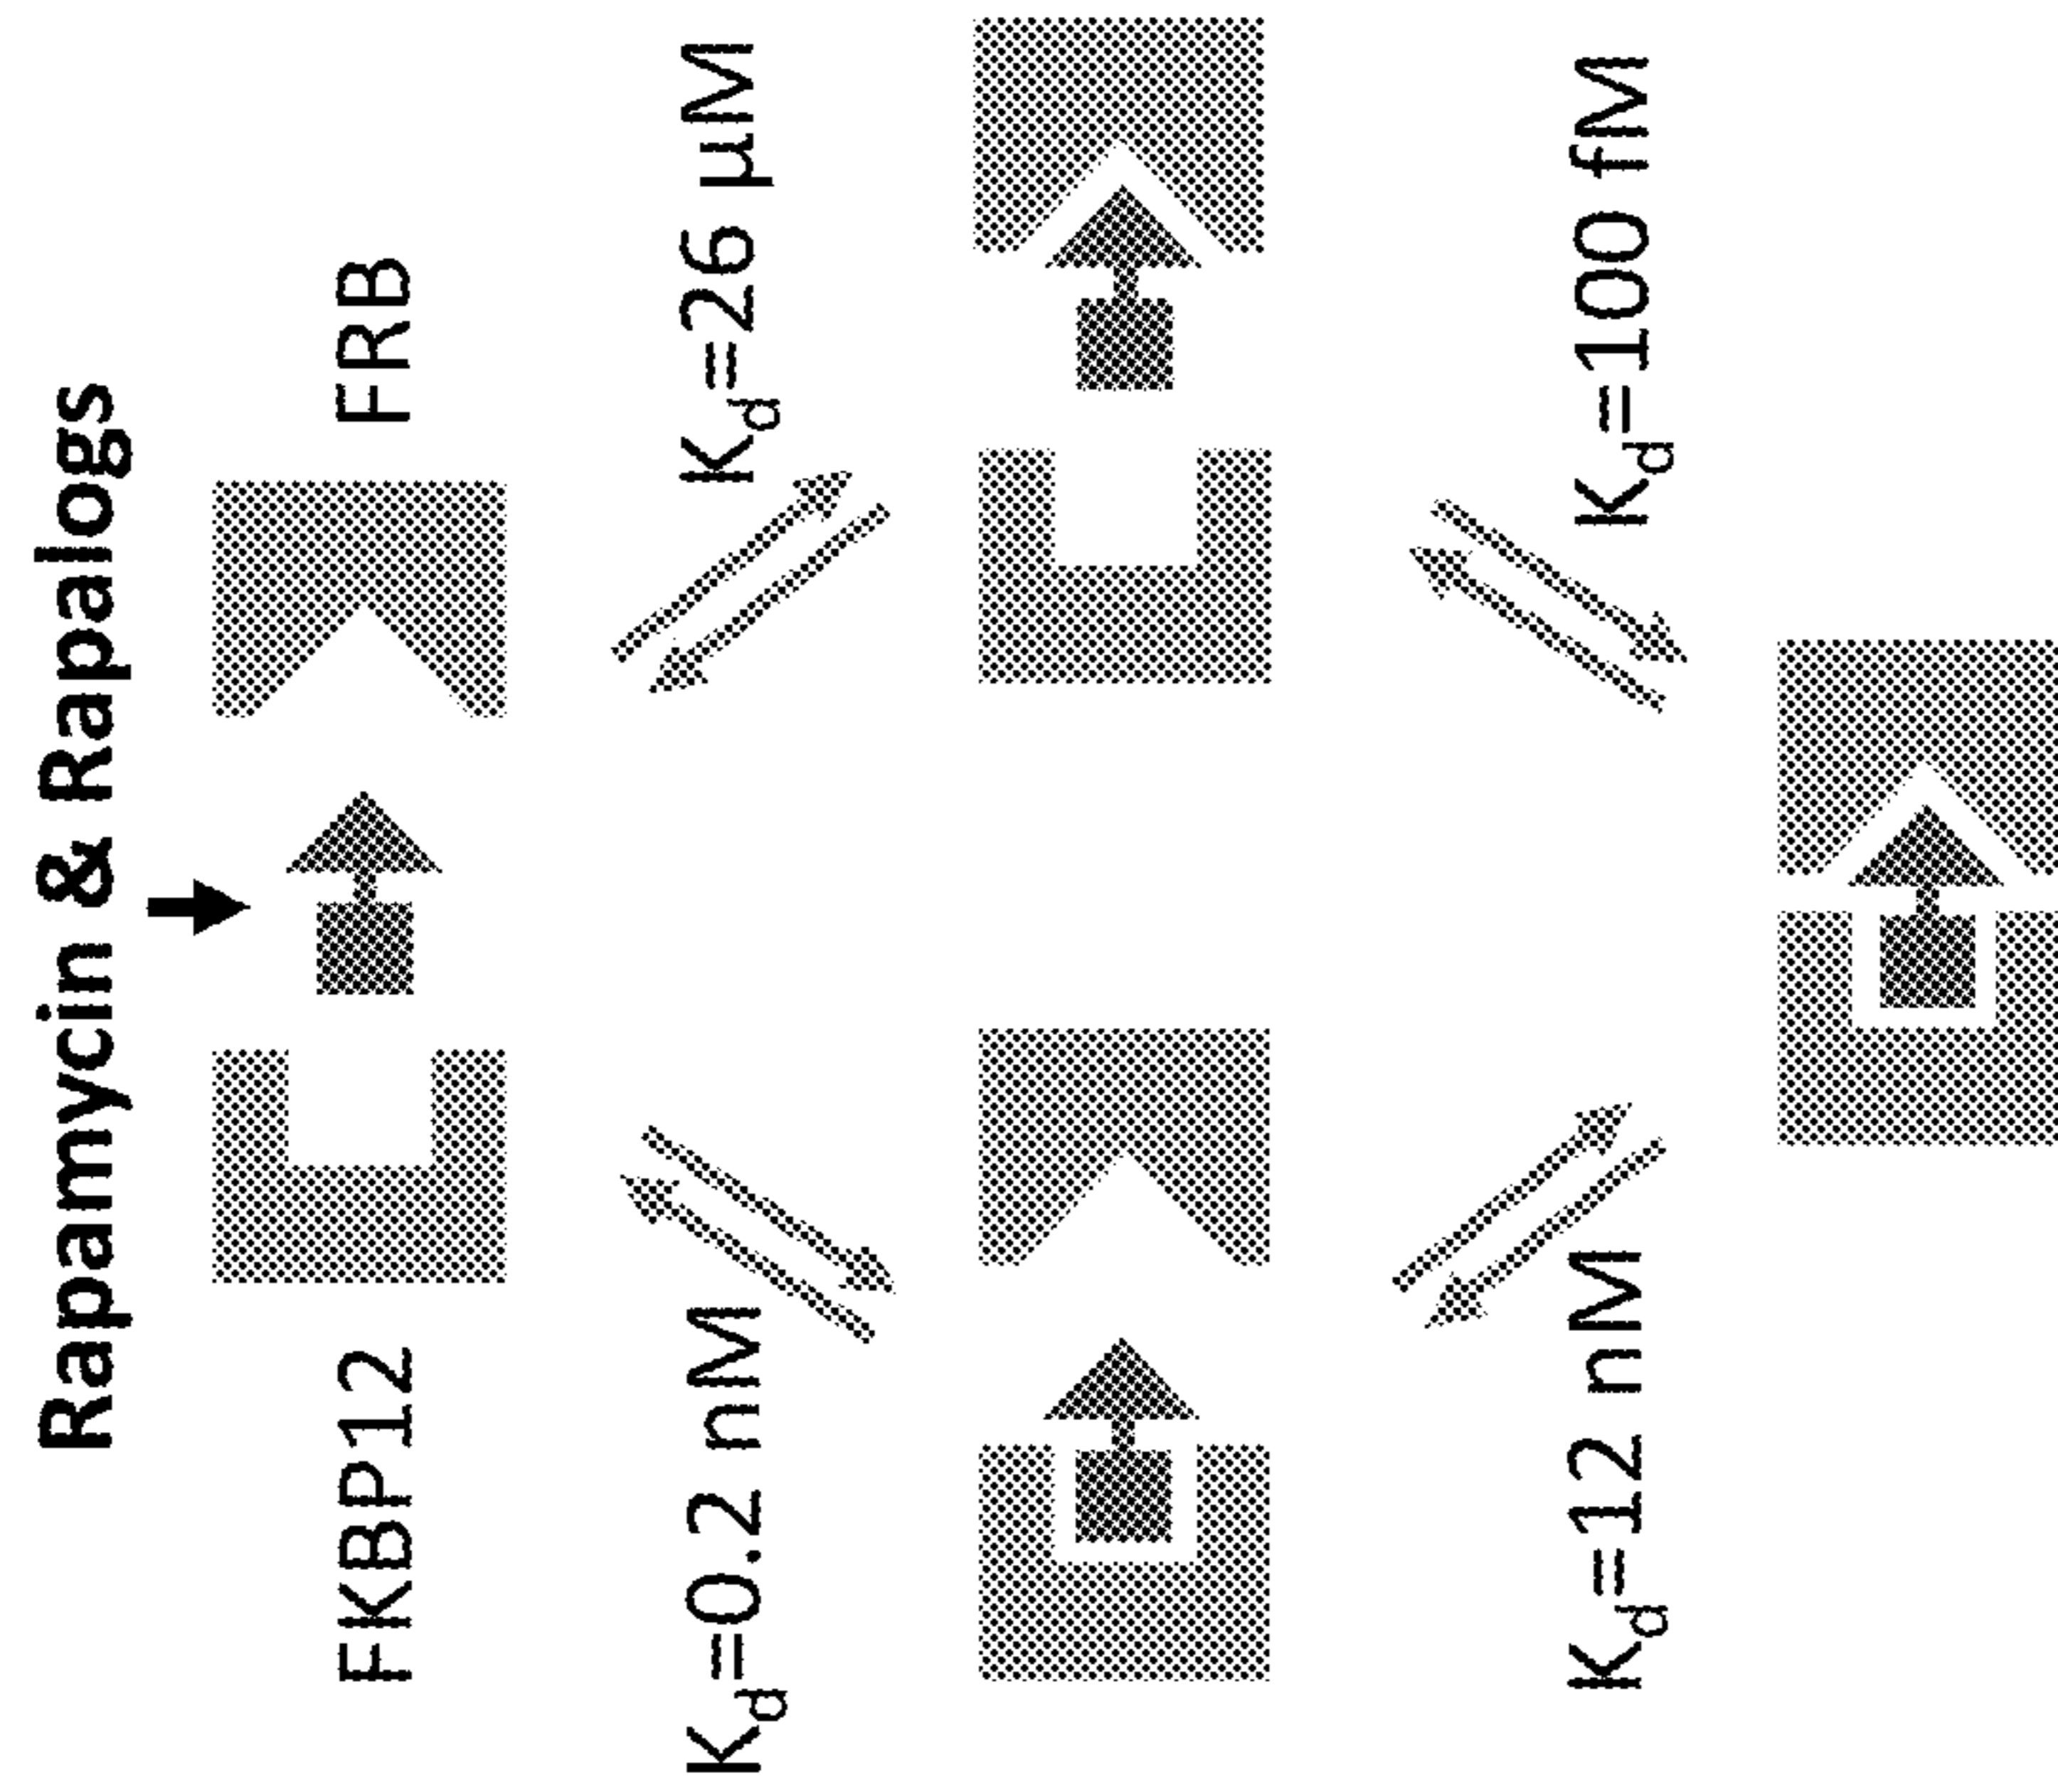 Rapamycin & Rapalogs
FKBP12
FRB
Kd=0.2 nM
Kd=26 µM
Kd=12 nM
Kd=100 fM